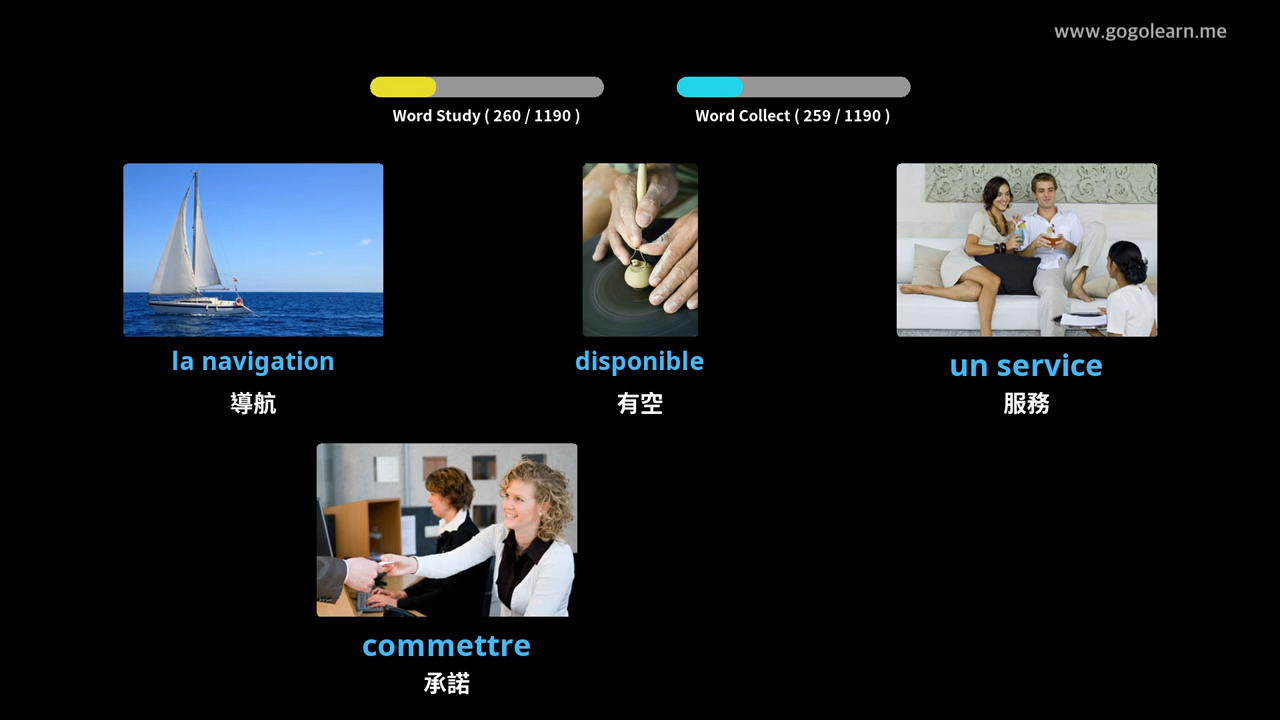 www.gogolearn.me
Word Study ( 260 / 1190 )
Word Collect ( 259 / 1190 )
la navigation
導航
disponible
有空
un service
服務
commettre
承諾